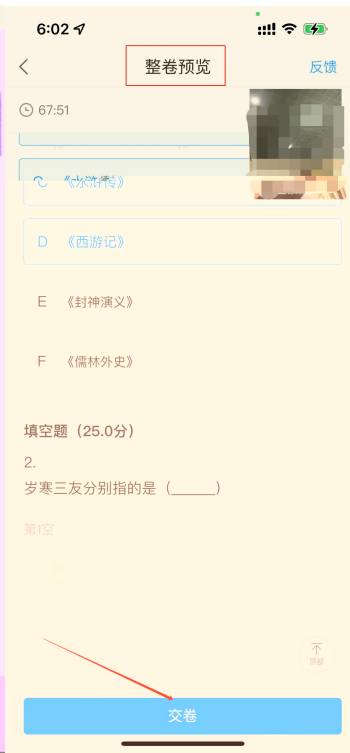 6:02
整卷预览
反馈
67:51
C 《水浒传》
D 《西游记》
E 《封神演义》
F 《儒林外史》
填空题（25.0分）
2.
岁寒三友分别指的是（______）
第1空
顶部
交卷